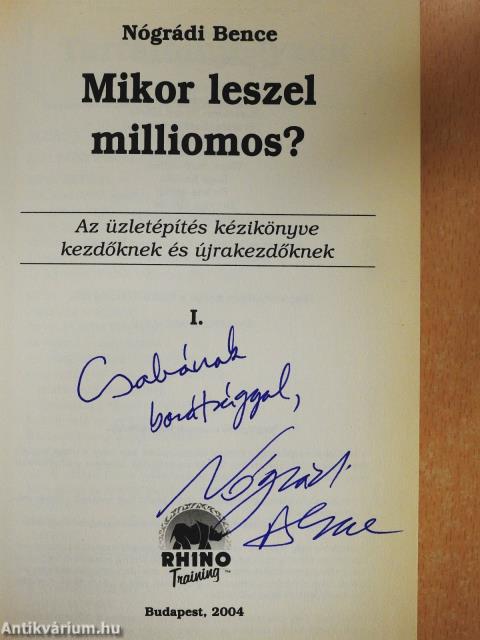 Nógrádi Bence
Mikor leszel
milliomos?
Az üzletépítés kézikönyve
kezdőknek és újrakezdőknek
I.
Csabának
barátsággal,
Nógrádi
Bence
RHINO
Training™
Budapest, 2004
Antikvárium.hu